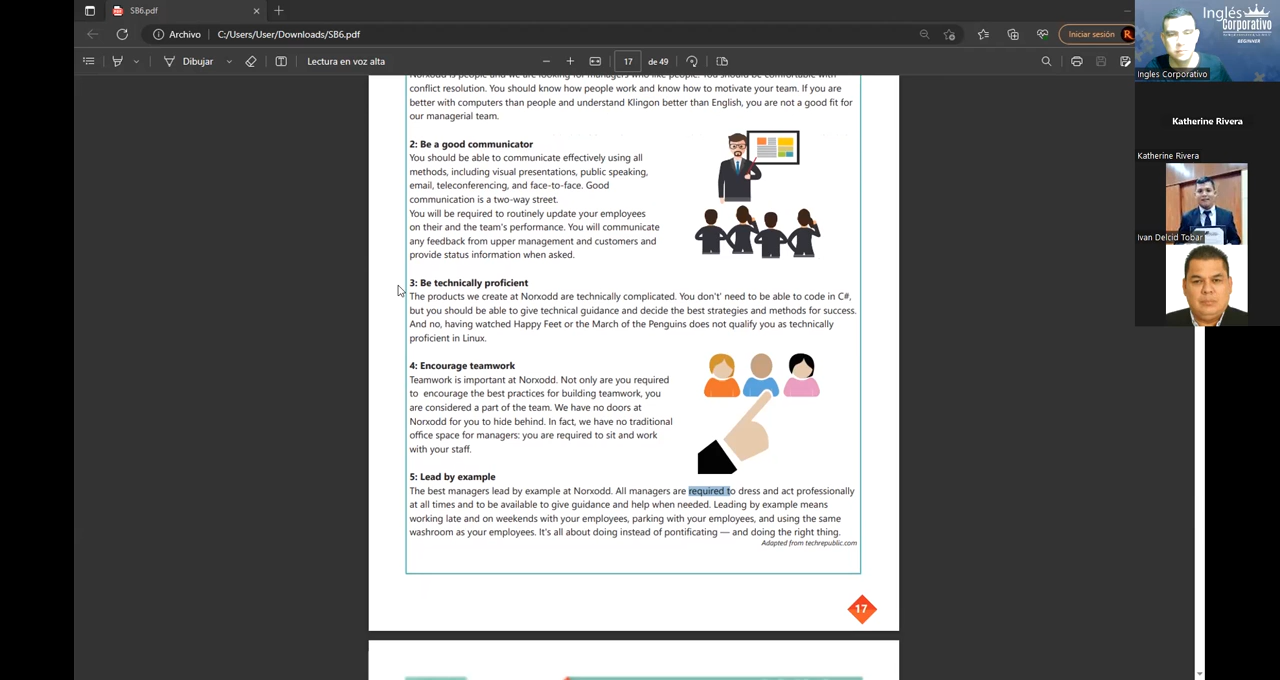 SB6.pdf
Archivo C:/Users/User/Downloads/SB6.pdf
Iniciar sesión
Dibujar
Lectura en voz alta
17 de 49
conflict resolution. You should know how people work and know how to motivate your team. If you are
better with computers than people and understand Klingon better than English, you are not a good fit for
our managerial team.
2: Be a good communicator
You should be able to communicate effectively using all
methods, including visual presentations, public speaking,
email, teleconferencing, and face-to-face. Good
communication is a two-way street.
You will be required to routinely update your employees
on their and the team's performance. You will communicate
any feedback from upper management and customers and
provide status information when asked.
3: Be technically proficient
The products we create at Norxodd are technically complicated. You don't' need to be able to code in C#,
but you should be able to give technical guidance and decide the best strategies and methods for success.
And no, having watched Happy Feet or the March of the Penguins does not qualify you as technically
proficient in Linux.
4: Encourage teamwork
Teamwork is important at Norxodd. Not only are you required
to encourage the best practices for building teamwork, you
are considered a part of the team. We have no doors at
Norxodd for you to hide behind. In fact, we have no traditional
office space for managers: you are required to sit and work
with your staff.
5: Lead by example
The best managers lead by example at Norxodd. All managers are required to dress and act professionally
at all times and to be available to give guidance and help when needed. Leading by example means
working late and on weekends with your employees, parking with your employees, and using the same
washroom as your employees. It's all about doing instead of pontificating — and doing the right thing.
Adapted from techrepublic.com
17
Inglés
Corporativo
BEGINNER
Ingles Corporativo
Katherine Rivera
Katherine Rivera
Ivan Delcid Tobar